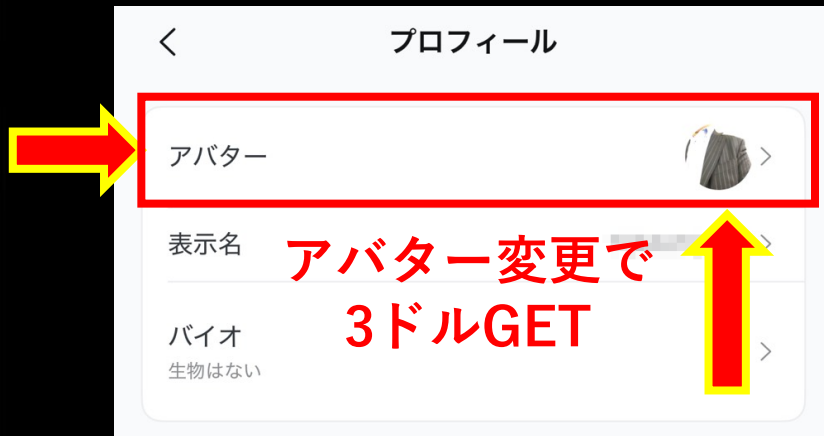 プロフィール
アバター
表示名
アバター変更で
3ドルGET
バイオ
生物はない